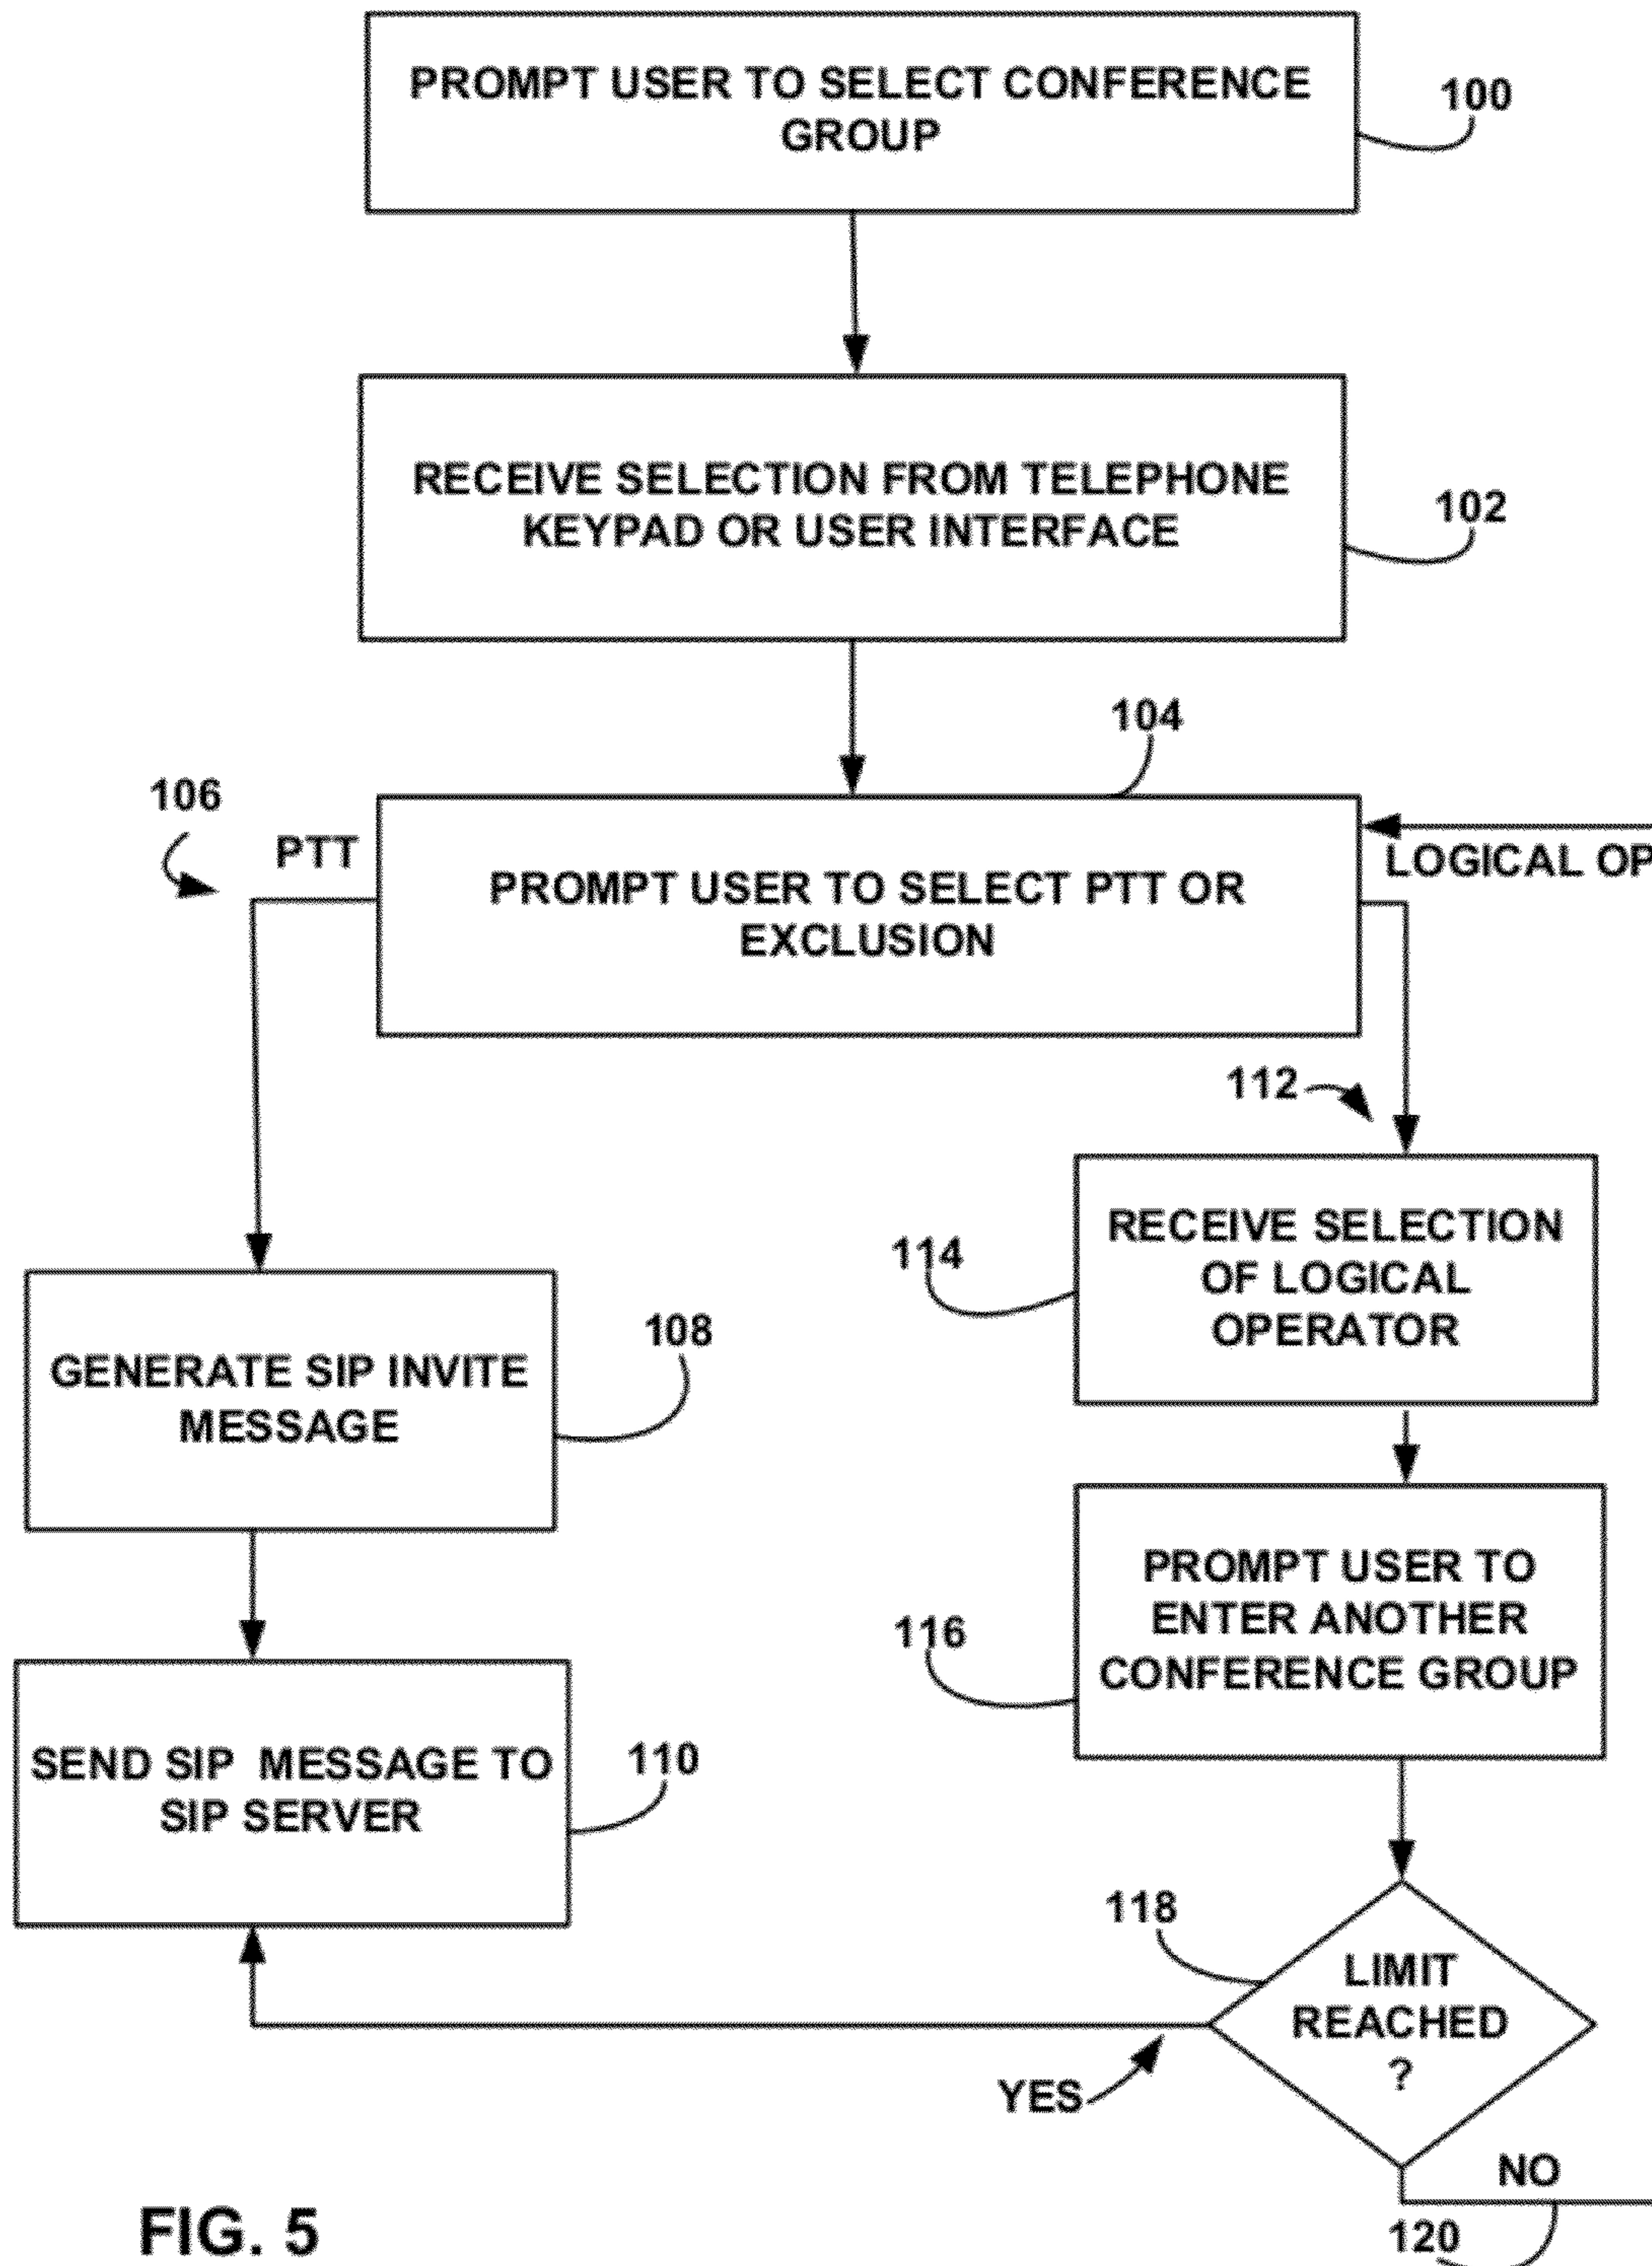 PROMPT USER TO SELECT CONFERENCE
GROUP
100
RECEIVE SELECTION FROM TELEPHONE
KEYPAD OR USER INTERFACE
102
104
106
PTT
PROMPT USER TO SELECT PTT OR
EXCLUSION
LOGICAL OP
112
RECEIVE SELECTION
OF LOGICAL
OPERATOR
114
GENERATE SIP INVITE
MESSAGE
108
PROMPT USER TO
ENTER ANOTHER
CONFERENCE GROUP
116
SEND SIP MESSAGE TO
SIP SERVER
110
118
LIMIT
REACHED
?
YES
NO
120
FIG. 5